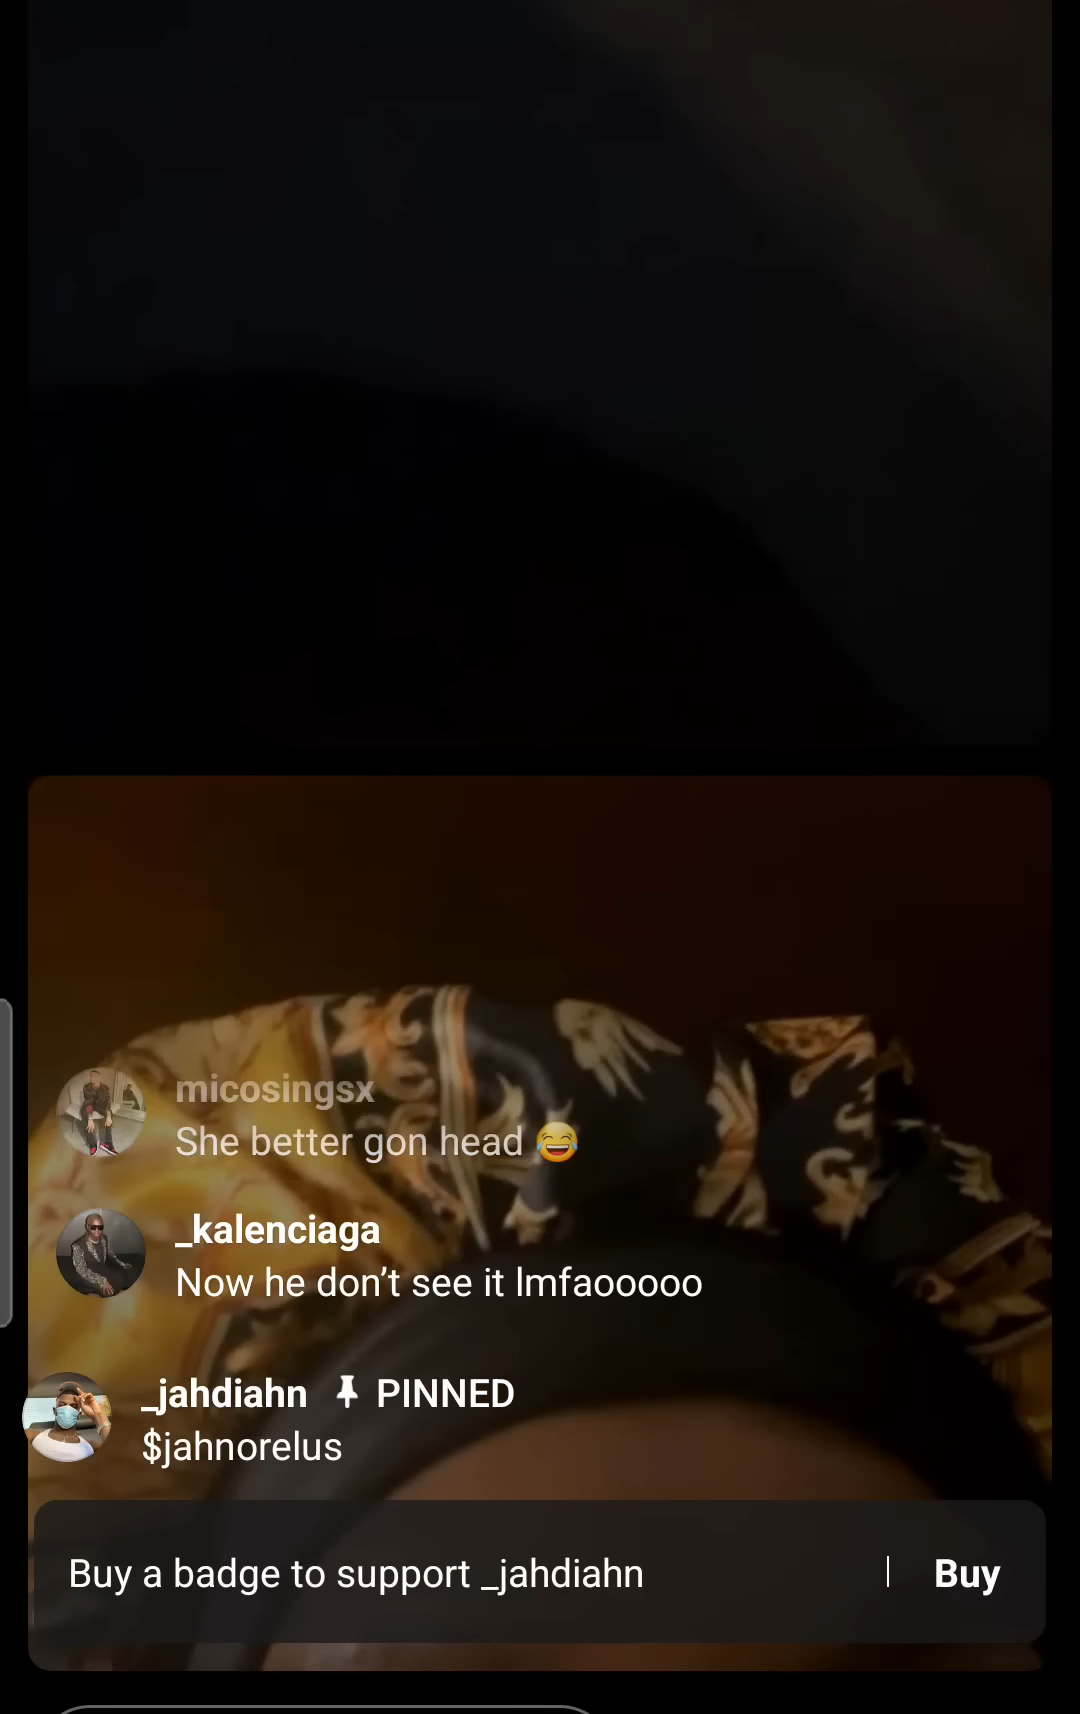 micosingsx
She better gon head 😂
_kalenciaga
Now he don’t see it lmfaooooo
_jahdiahn 📌 PINNED
$jahnorelus
Buy a badge to support _jahdiahn | Buy